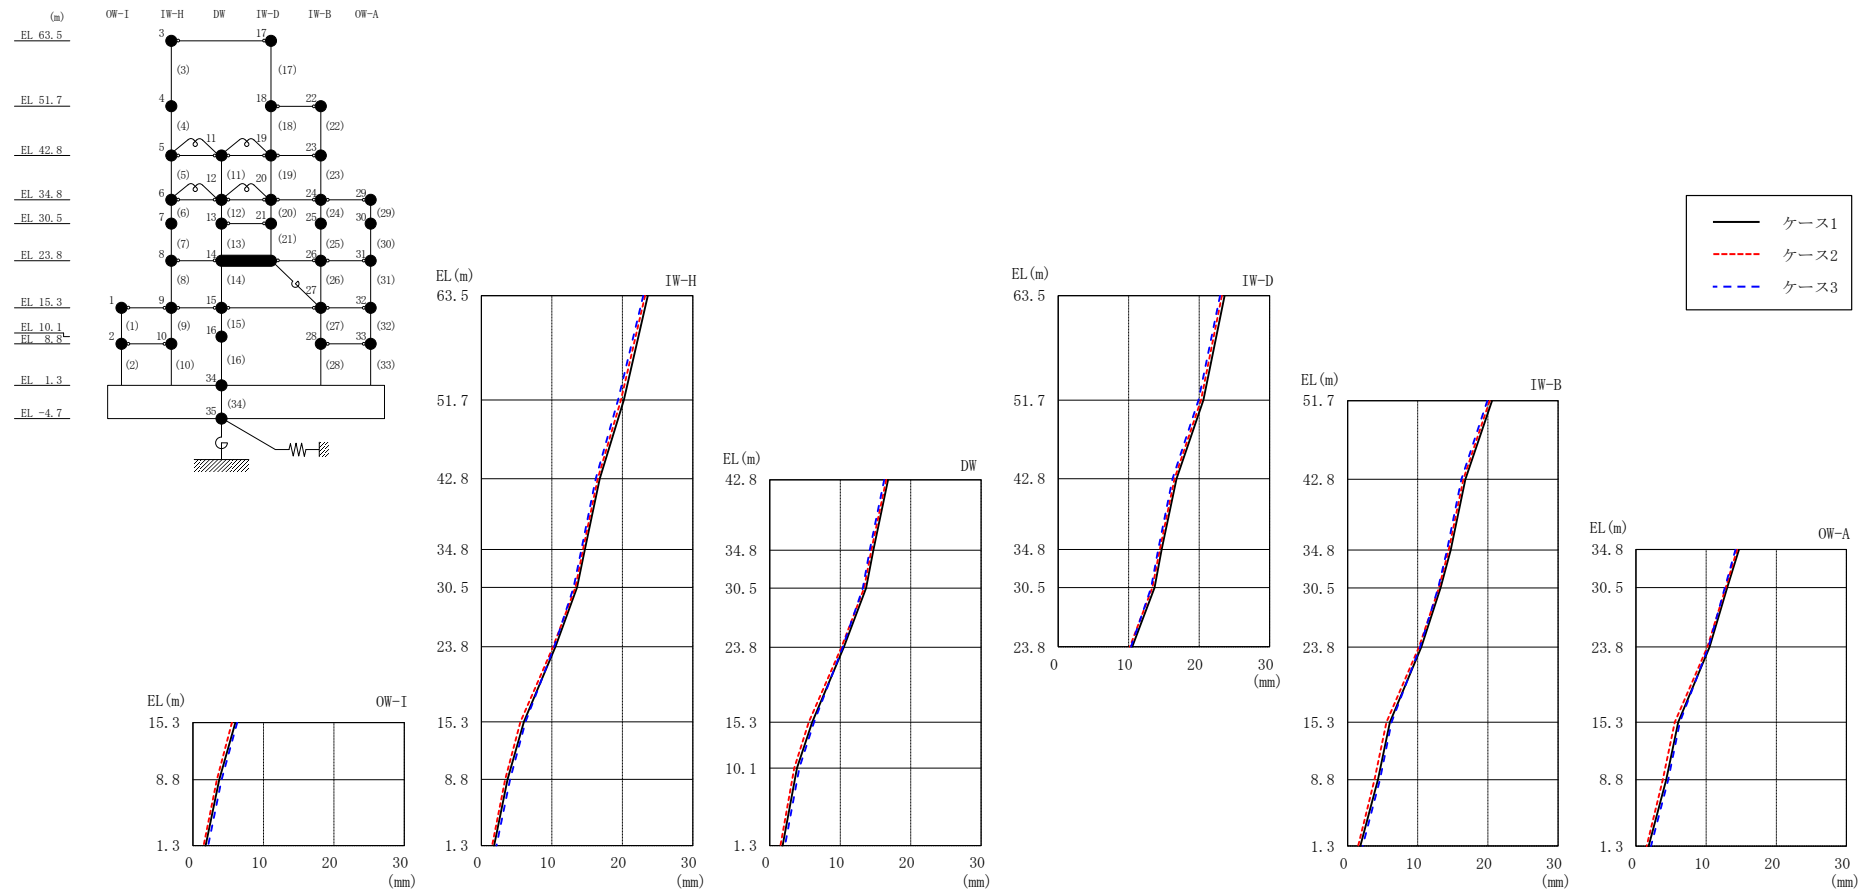 (m) OW-I IW-H DW IW-D IW-B OW-A
EL 63.5 3 17
(3) (17)
EL 51.7 4 18 22
(4) (18) (22)
11 19
EL 42.8 5 23
(5) (11) (19) (23)
12 20
EL 34.8 6 24 29
(6) (12) (20) (24) (29)
EL 30.5 7 13 21 25 30
(7) (13) (21) (25) (30)
EL 23.8 8 14 26 31
(8) (14) (26) (31)
27
EL 15.3 1 9 15 32
(1) (9) (15) (27) (32)
EL 10.1 16
EL 8.8 2 10 28 33
(2) (10) (16) (28) (33)
EL 1.3 34
(34)
EL -4.7 35
ケース1
ケース2
ケース3
EL(m) OW-I
15.3
8.8
1.3
0 10 20 30
(mm)
EL(m) IW-H
63.5
51.7
42.8
34.8
30.5
23.8
15.3
8.8
1.3
0 10 20 30
(mm)
EL(m) DW
42.8
34.8
30.5
23.8
15.3
10.1
1.3
0 10 20 30
(mm)
EL(m) IW-D
63.5
51.7
42.8
34.8
30.5
23.8
0 10 20 30
(mm)
EL(m) IW-B
51.7
42.8
34.8
30.5
23.8
15.3
8.8
1.3
0 10 20 30
(mm)
EL(m) OW-A
34.8
30.5
23.8
15.3
8.8
1.3
0 10 20 30
(mm)